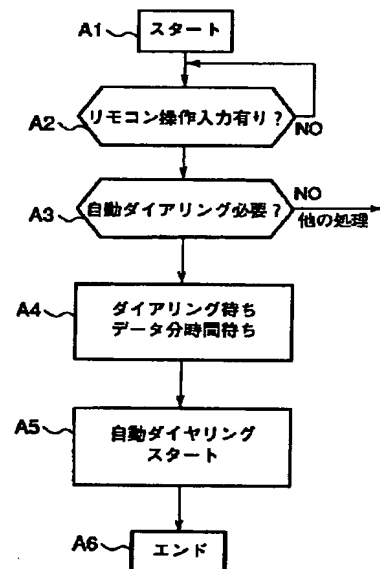 A1
スタート
A2
リモコン操作入力有り?
NO
A3
自動ダイアリング必要?
NO
他の処理
A4
ダイアリング待ち
データ分時間待ち
A5
自動ダイヤリング
スタート
A6
エンド